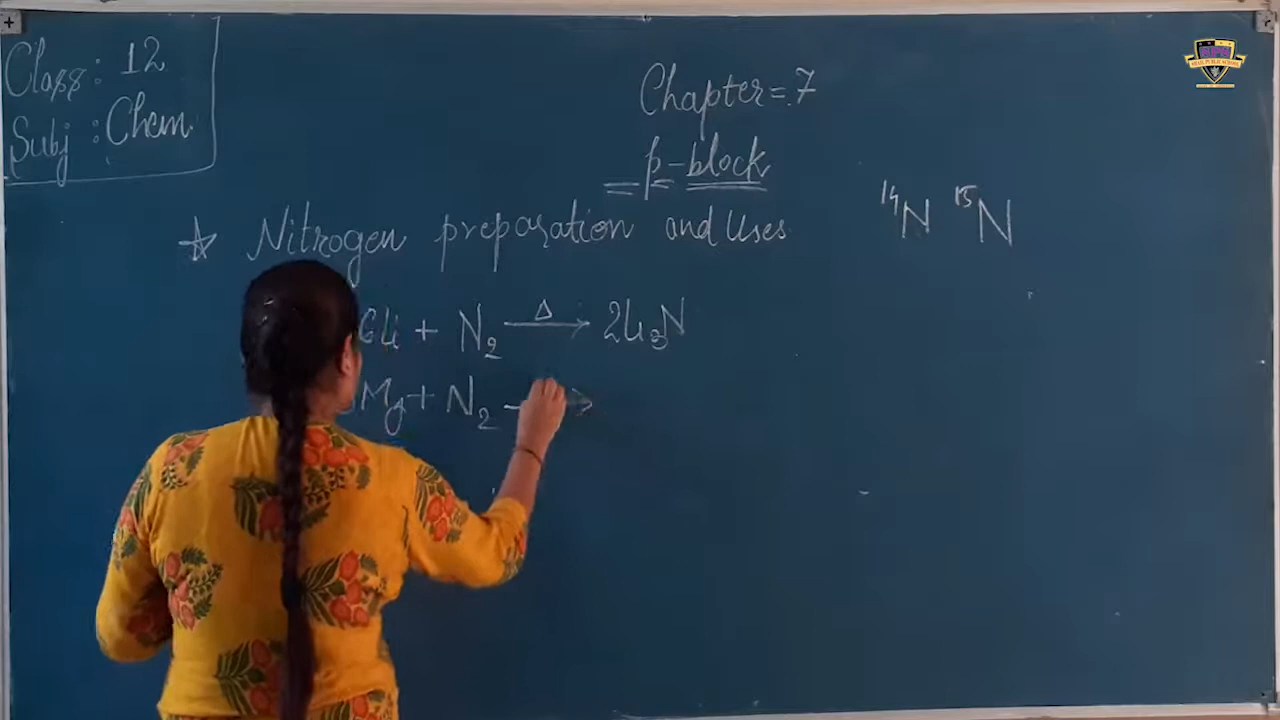 Class: 12
Subj: Chem.
Chapter = 7
p-block
☆ Nitrogen preparation and Uses
¹⁴N ¹⁵N
6Li + N₂ —Δ→ 2Li₃N
Mg + N₂ →